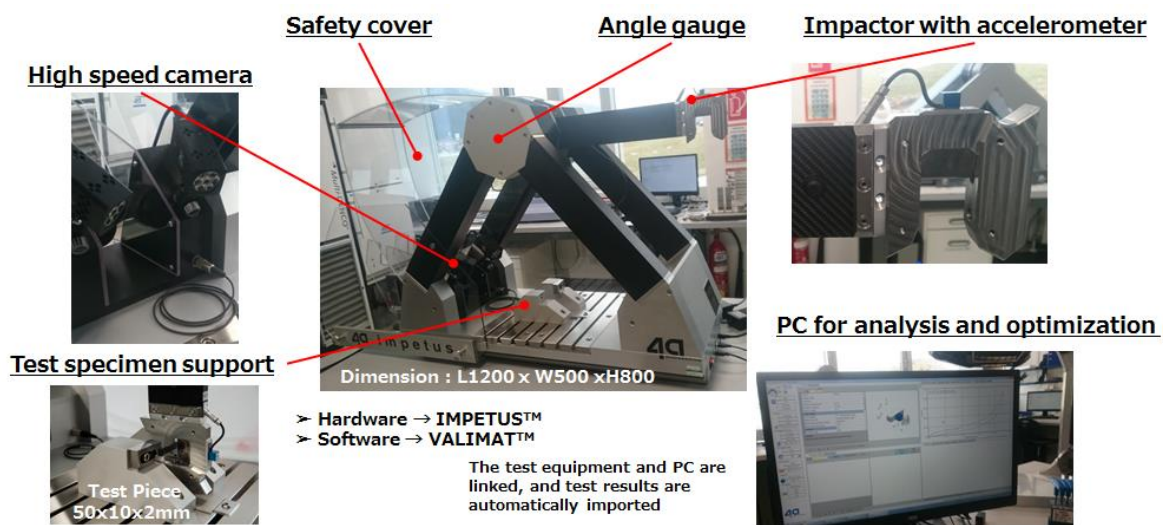 Safety cover
Angle gauge
Impactor with accelerometer
High speed camera
PC for analysis and optimization
Test specimen support
4a impetus
4a
Dimension : L1200 x W500 xH800
➢ Hardware → IMPETUS™
➢ Software → VALIMAT™
Test Piece
50x10x2mm
The test equipment and PC are
linked, and test results are
automatically imported
4a